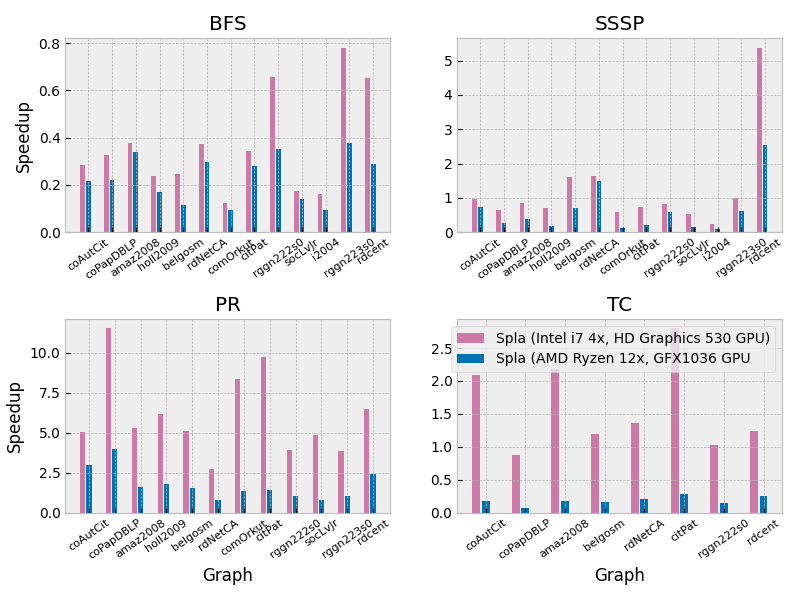 BFS
SSSP
Speedup
0.8
0.6
0.4
0.2
0.0
coAutCit
coPapDBLP
amaz2008
holl2009
belgosm
rdNetCA
comOrkut
citPat
rggn222s0
socLvJr
i2004
rggn223s0
rdcent
5
4
3
2
1
0
coAutCit
coPapDBLP
amaz2008
holl2009
belgosm
rdNetCA
comOrkut
citPat
rggn222s0
socLvJr
i2004
rggn223s0
rdcent
PR
TC
Speedup
10.0
7.5
5.0
2.5
0.0
coAutCit
coPapDBLP
amaz2008
holl2009
belgosm
rdNetCA
comOrkut
citPat
rggn222s0
socLvJr
rggn223s0
rdcent
Graph
Spla (Intel i7 4x, HD Graphics 530 GPU)
Spla (AMD Ryzen 12x, GFX1036 GPU
2.5
2.0
1.5
1.0
0.5
0.0
coAutCit
coPapDBLP
amaz2008
belgosm
rdNetCA
citPat
rggn222s0
rdcent
Graph